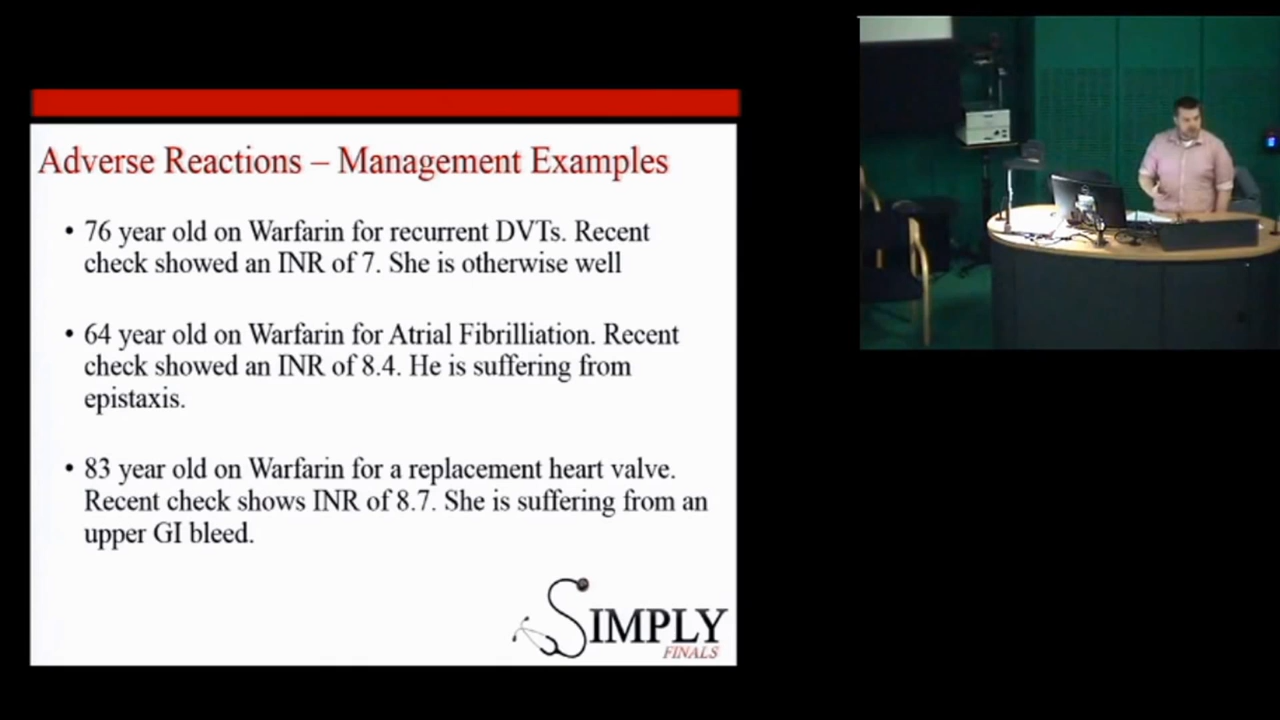 Adverse Reactions – Management Examples
• 76 year old on Warfarin for recurrent DVTs. Recent
check showed an INR of 7. She is otherwise well
• 64 year old on Warfarin for Atrial Fibrilliation. Recent
check showed an INR of 8.4. He is suffering from
epistaxis.
• 83 year old on Warfarin for a replacement heart valve.
Recent check shows INR of 8.7. She is suffering from an
upper GI bleed.
SIMPLY
FINALS